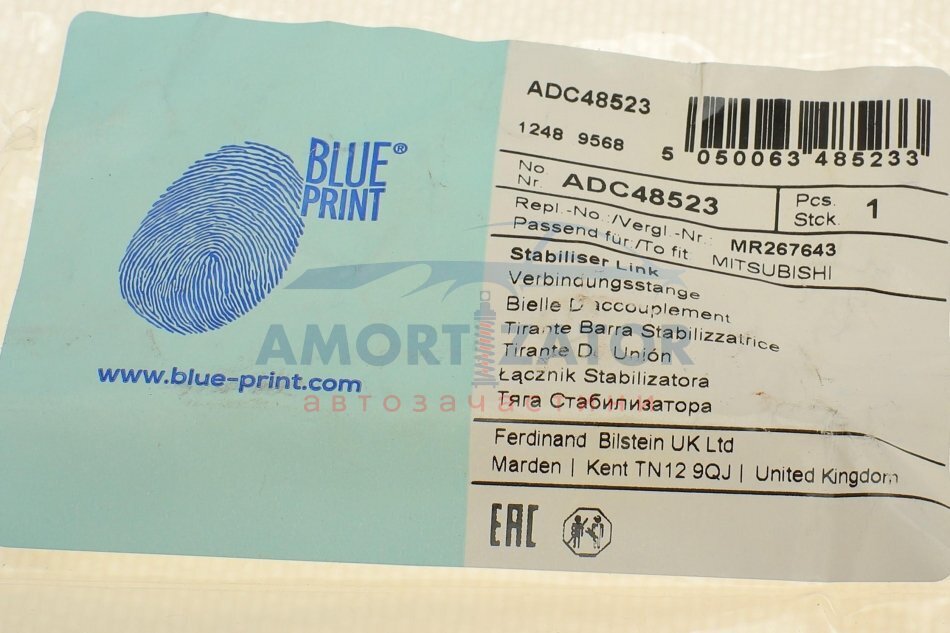 BLUE®
PRINT
www.blue-print.com
ADC48523
1248 9568
5 050063 485233
No.
Nr. ADC48523
Pcs.
Stck. 1
Repl.-No.:/Vergl.-Nr.: MR267643
Passend für:/To fit: MITSUBISHI
Stabiliser Link
Verbindungsstange
Bielle D'accouplement
Tirante Barra Stabilizzatrice
Tirante De Unión
Łącznik Stabilizatora
Тяга Стабилизатора
Ferdinand Bilstein UK Ltd
Marden | Kent TN12 9QJ | United Kingdom
EAC
AMORTIZATOR
автозачастини